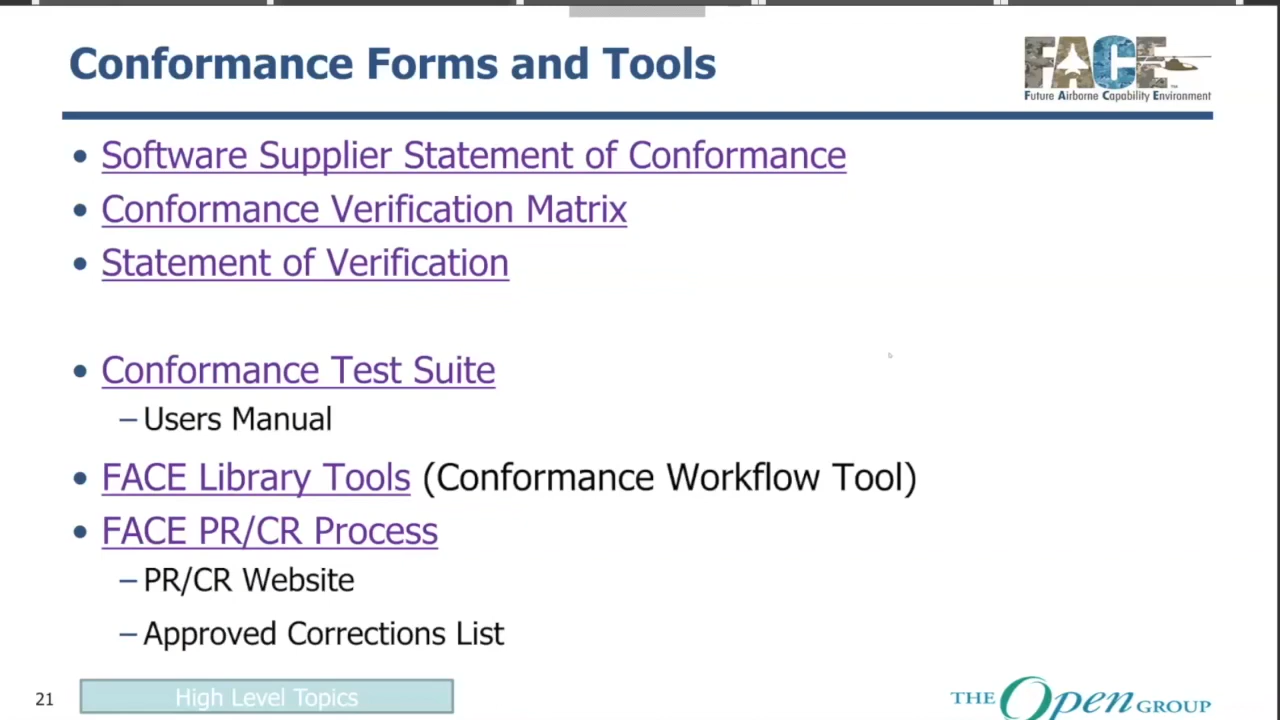 Conformance Forms and Tools
FACE
Future Airborne Capability Environment
• Software Supplier Statement of Conformance
• Conformance Verification Matrix
• Statement of Verification
• Conformance Test Suite
– Users Manual
• FACE Library Tools (Conformance Workflow Tool)
• FACE PR/CR Process
– PR/CR Website
– Approved Corrections List
21
High Level Topics
THE Open GROUP